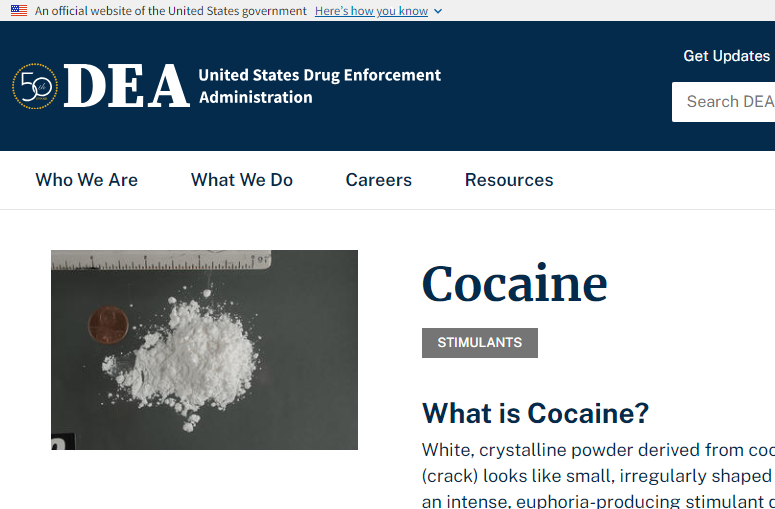 An official website of the United States government Here's how you know
50th DEA United States Drug Enforcement
Administration
Get Updates
Search DEA
Who We Are What We Do Careers Resources
Cocaine
STIMULANTS
What is Cocaine?
White, crystalline powder derived from coc
(crack) looks like small, irregularly shaped
an intense, euphoria-producing stimulant d